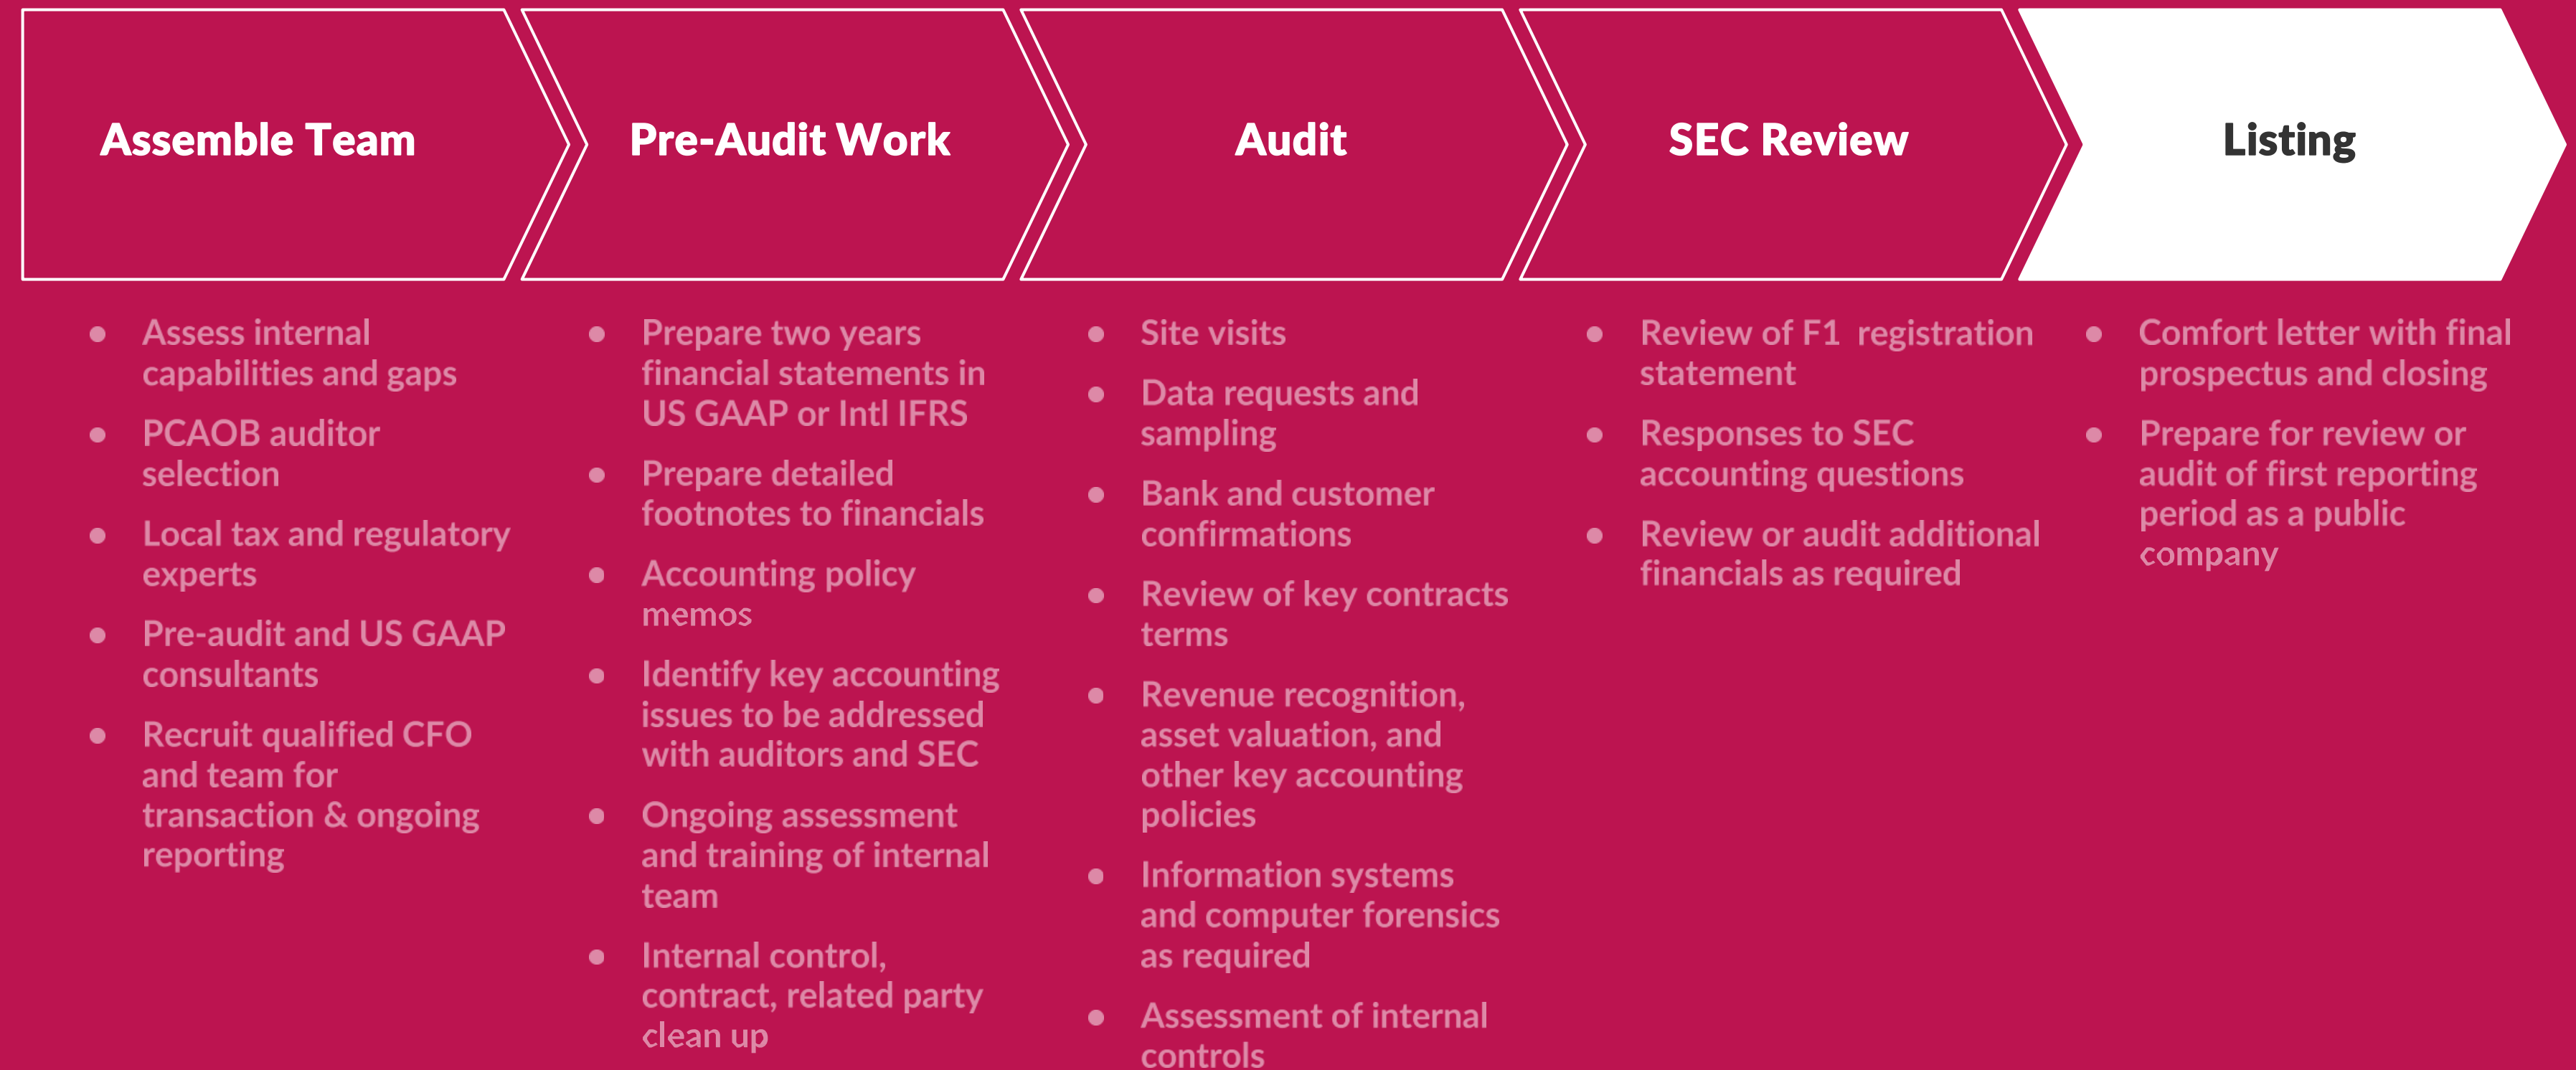 Assemble Team
Pre-Audit Work
Audit
SEC Review
Listing
● Assess internal
capabilities and gaps
● PCAOB auditor
selection
● Local tax and regulatory
experts
● Pre-audit and US GAAP
consultants
● Recruit qualified CFO
and team for
transaction & ongoing
reporting
● Prepare two years
financial statements in
US GAAP or Intl IFRS
● Prepare detailed
footnotes to financials
● Accounting policy
memos
● Identify key accounting
issues to be addressed
with auditors and SEC
● Ongoing assessment
and training of internal
team
● Internal control,
contract, related party
clean up
● Site visits
● Data requests and
sampling
● Bank and customer
confirmations
● Review of key contracts
terms
● Revenue recognition,
asset valuation, and
other key accounting
policies
● Information systems
and computer forensics
as required
● Assessment of internal
controls
● Review of F1 registration
statement
● Responses to SEC
accounting questions
● Review or audit additional
financials as required
● Comfort letter with final
prospectus and closing
● Prepare for review or
audit of first reporting
period as a public
company